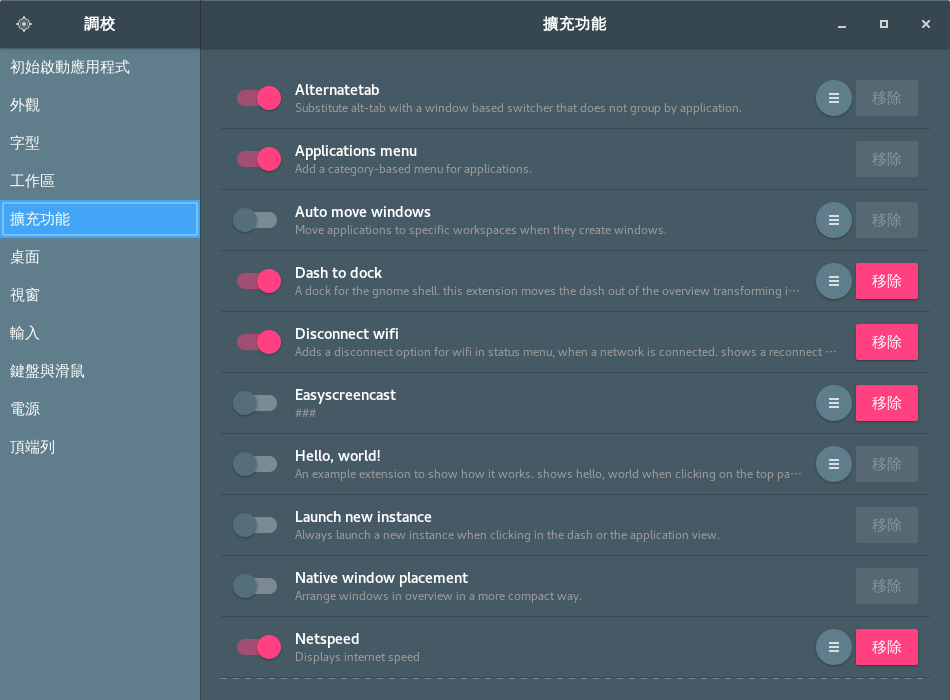 調校
擴充功能
初始啟動應用程式
外觀
字型
工作區
擴充功能
桌面
視窗
輸入
鍵盤與滑鼠
電源
頂端列
Alternatetab
Substitute alt-tab with a window based switcher that does not group by application.
移除
Applications menu
Add a category-based menu for applications.
移除
Auto move windows
Move applications to specific workspaces when they create windows.
移除
Dash to dock
A dock for the gnome shell. this extension moves the dash out of the overview transforming i…
移除
Disconnect wifi
Adds a disconnect option for wifi in status menu, when a network is connected. shows a reconnect …
移除
Easyscreencast
###
移除
Hello, world!
An example extension to show how it works. shows hello, world when clicking on the top pa…
移除
Launch new instance
Always launch a new instance when clicking in the dash or the application view.
移除
Native window placement
Arrange windows in overview in a more compact way.
移除
Netspeed
Displays internet speed
移除